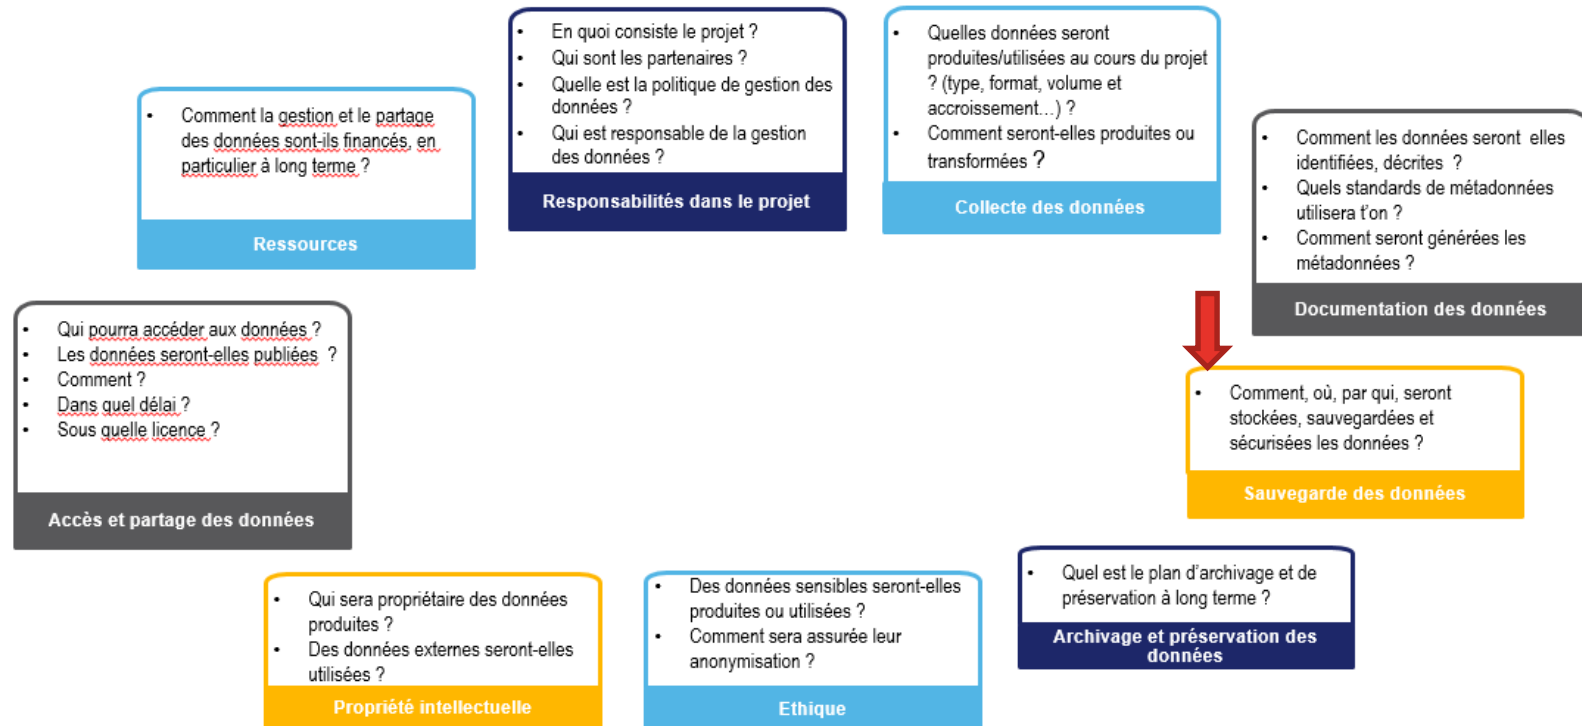 • En quoi consiste le projet ?
• Qui sont les partenaires ?
• Quelle est la politique de gestion des
données ?
• Qui est responsable de la gestion
des données ?
Responsabilités dans le projet
• Quelles données seront
produites/utilisées au cours du projet
? (type, format, volume et
accroissement…) ?
• Comment seront-elles produites ou
transformées ?
Collecte des données
• Comment les données seront elles
identifiées, décrites ?
• Quels standards de métadonnées
utilisera t'on ?
• Comment seront générées les
métadonnées ?
Documentation des données
• Comment, où, par qui, seront
stockées, sauvegardées et
sécurisées les données ?
Sauvegarde des données
• Quel est le plan d'archivage et de
préservation à long terme ?
Archivage et préservation des
données
• Des données sensibles seront-elles
produites ou utilisées ?
• Comment sera assurée leur
anonymisation ?
Ethique
• Qui sera propriétaire des données
produites ?
• Des données externes seront-elles
utilisées ?
Propriété intellectuelle
• Qui pourra accéder aux données ?
• Les données seront-elles publiées ?
• Comment ?
• Dans quel délai ?
• Sous quelle licence ?
Accès et partage des données
• Comment la gestion et le partage
des données sont-ils financés, en
particulier à long terme ?
Ressources